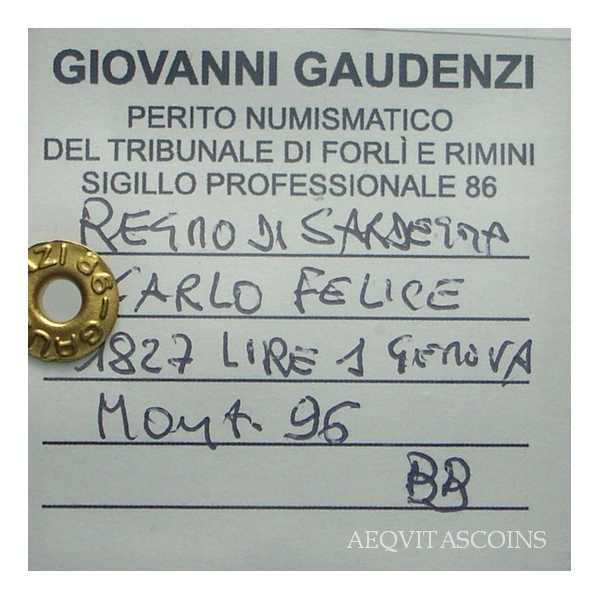 GIOVANNI GAUDENZI
PERITO NUMISMATICO
DEL TRIBUNALE DI FORLÌ E RIMINI
SIGILLO PROFESSIONALE 86
REGNO DI SARDEGNA
CARLO FELICE
1827 LIRE 1 GENOVA
Mont. 96
BB
AEQVITASCOINS